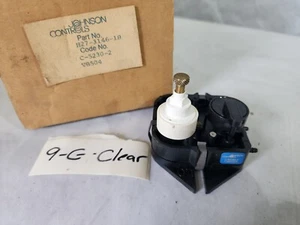 JOHNSON
CONTROLS
Part No.
Code No.
C-5230-2
9-G-Clear